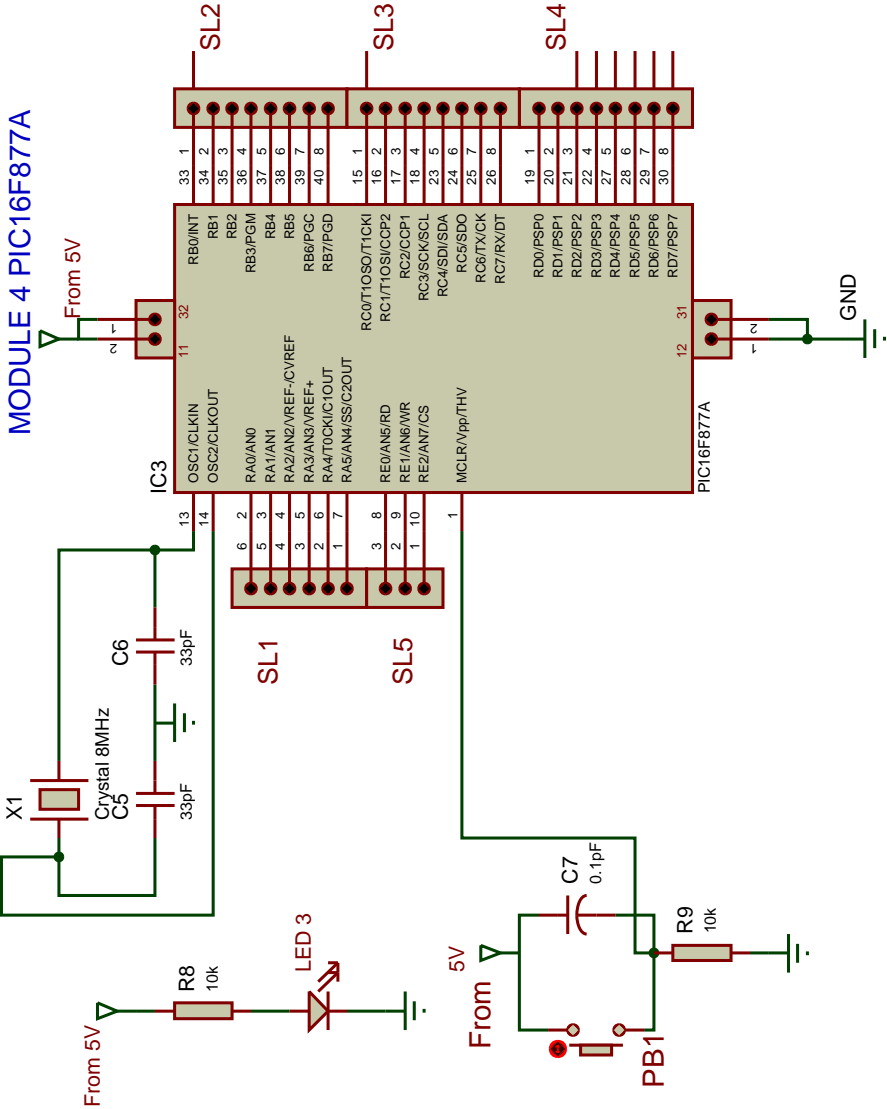 MODULE 4 PIC16F877A
From 5V
1
2
32
11
IC3
13 OSC1/CLKIN
14 OSC2/CLKOUT
6 2 RA0/AN0
5 3 RA1/AN1
4 4 RA2/AN2/VREF-/CVREF
3 5 RA3/AN3/VREF+
2 6 RA4/T0CKI/C1OUT
1 7 RA5/AN4/SS/C2OUT
3 8 RE0/AN5/RD
2 9 RE1/AN6/WR
1 10 RE2/AN7/CS
1 MCLR/Vpp/THV
SL1
SL5
RB0/INT 33 1
RB1 34 2
RB2 35 3
RB3/PGM 36 4
RB4 37 5
RB5 38 6
RB6/PGC 39 7
RB7/PGD 40 8
SL2
RC0/T1OSO/T1CKI 15 1
RC1/T1OSI/CCP2 16 2
RC2/CCP1 17 3
RC3/SCK/SCL 18 4
RC4/SDI/SDA 23 5
RC5/SDO 24 6
RC6/TX/CK 25 7
RC7/RX/DT 26 8
SL3
RD0/PSP0 19 1
RD1/PSP1 20 2
RD2/PSP2 21 3
RD3/PSP3 22 4
RD4/PSP4 27 5
RD5/PSP5 28 6
RD6/PSP6 29 7
RD7/PSP7 30 8
SL4
12
31
1
2
GND
PIC16F877A
X1
Crystal 8MHz
C5
33pF
C6
33pF
From 5V
R8
10k
LED 3
From 5V
C7
0.1pF
PB1
R9
10k